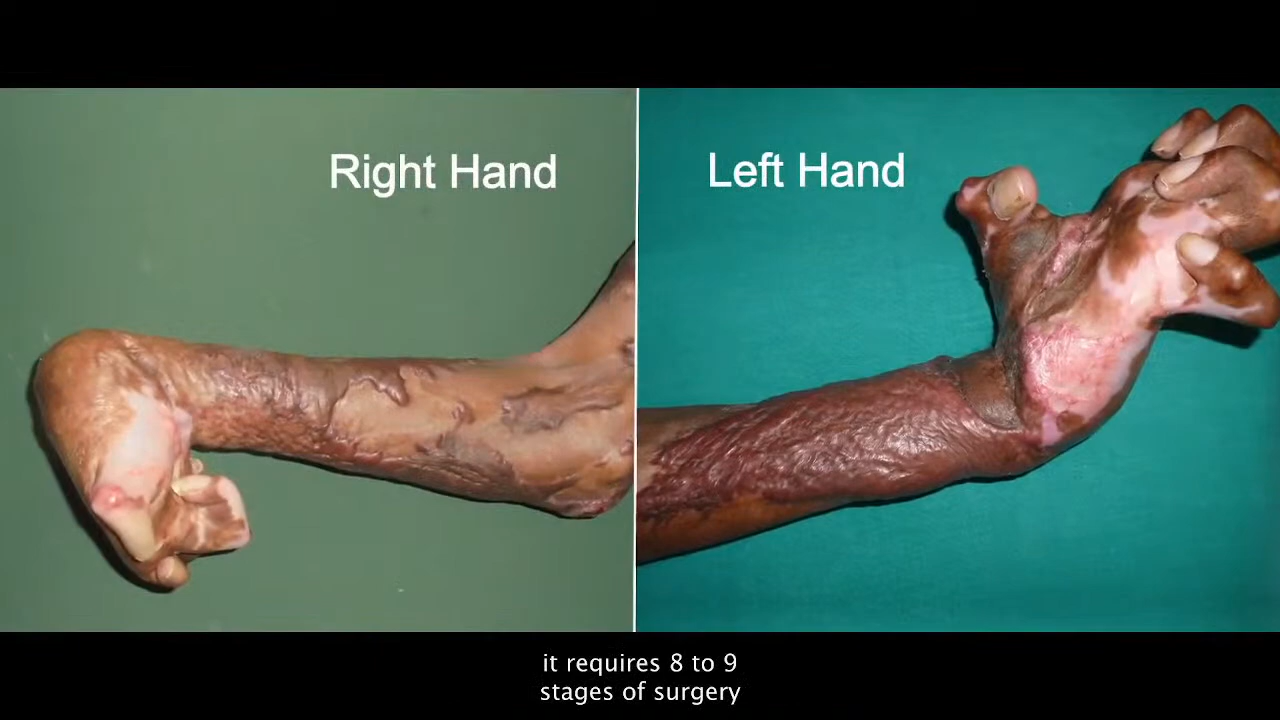 Right Hand
Left Hand
it requires 8 to 9
stages of surgery